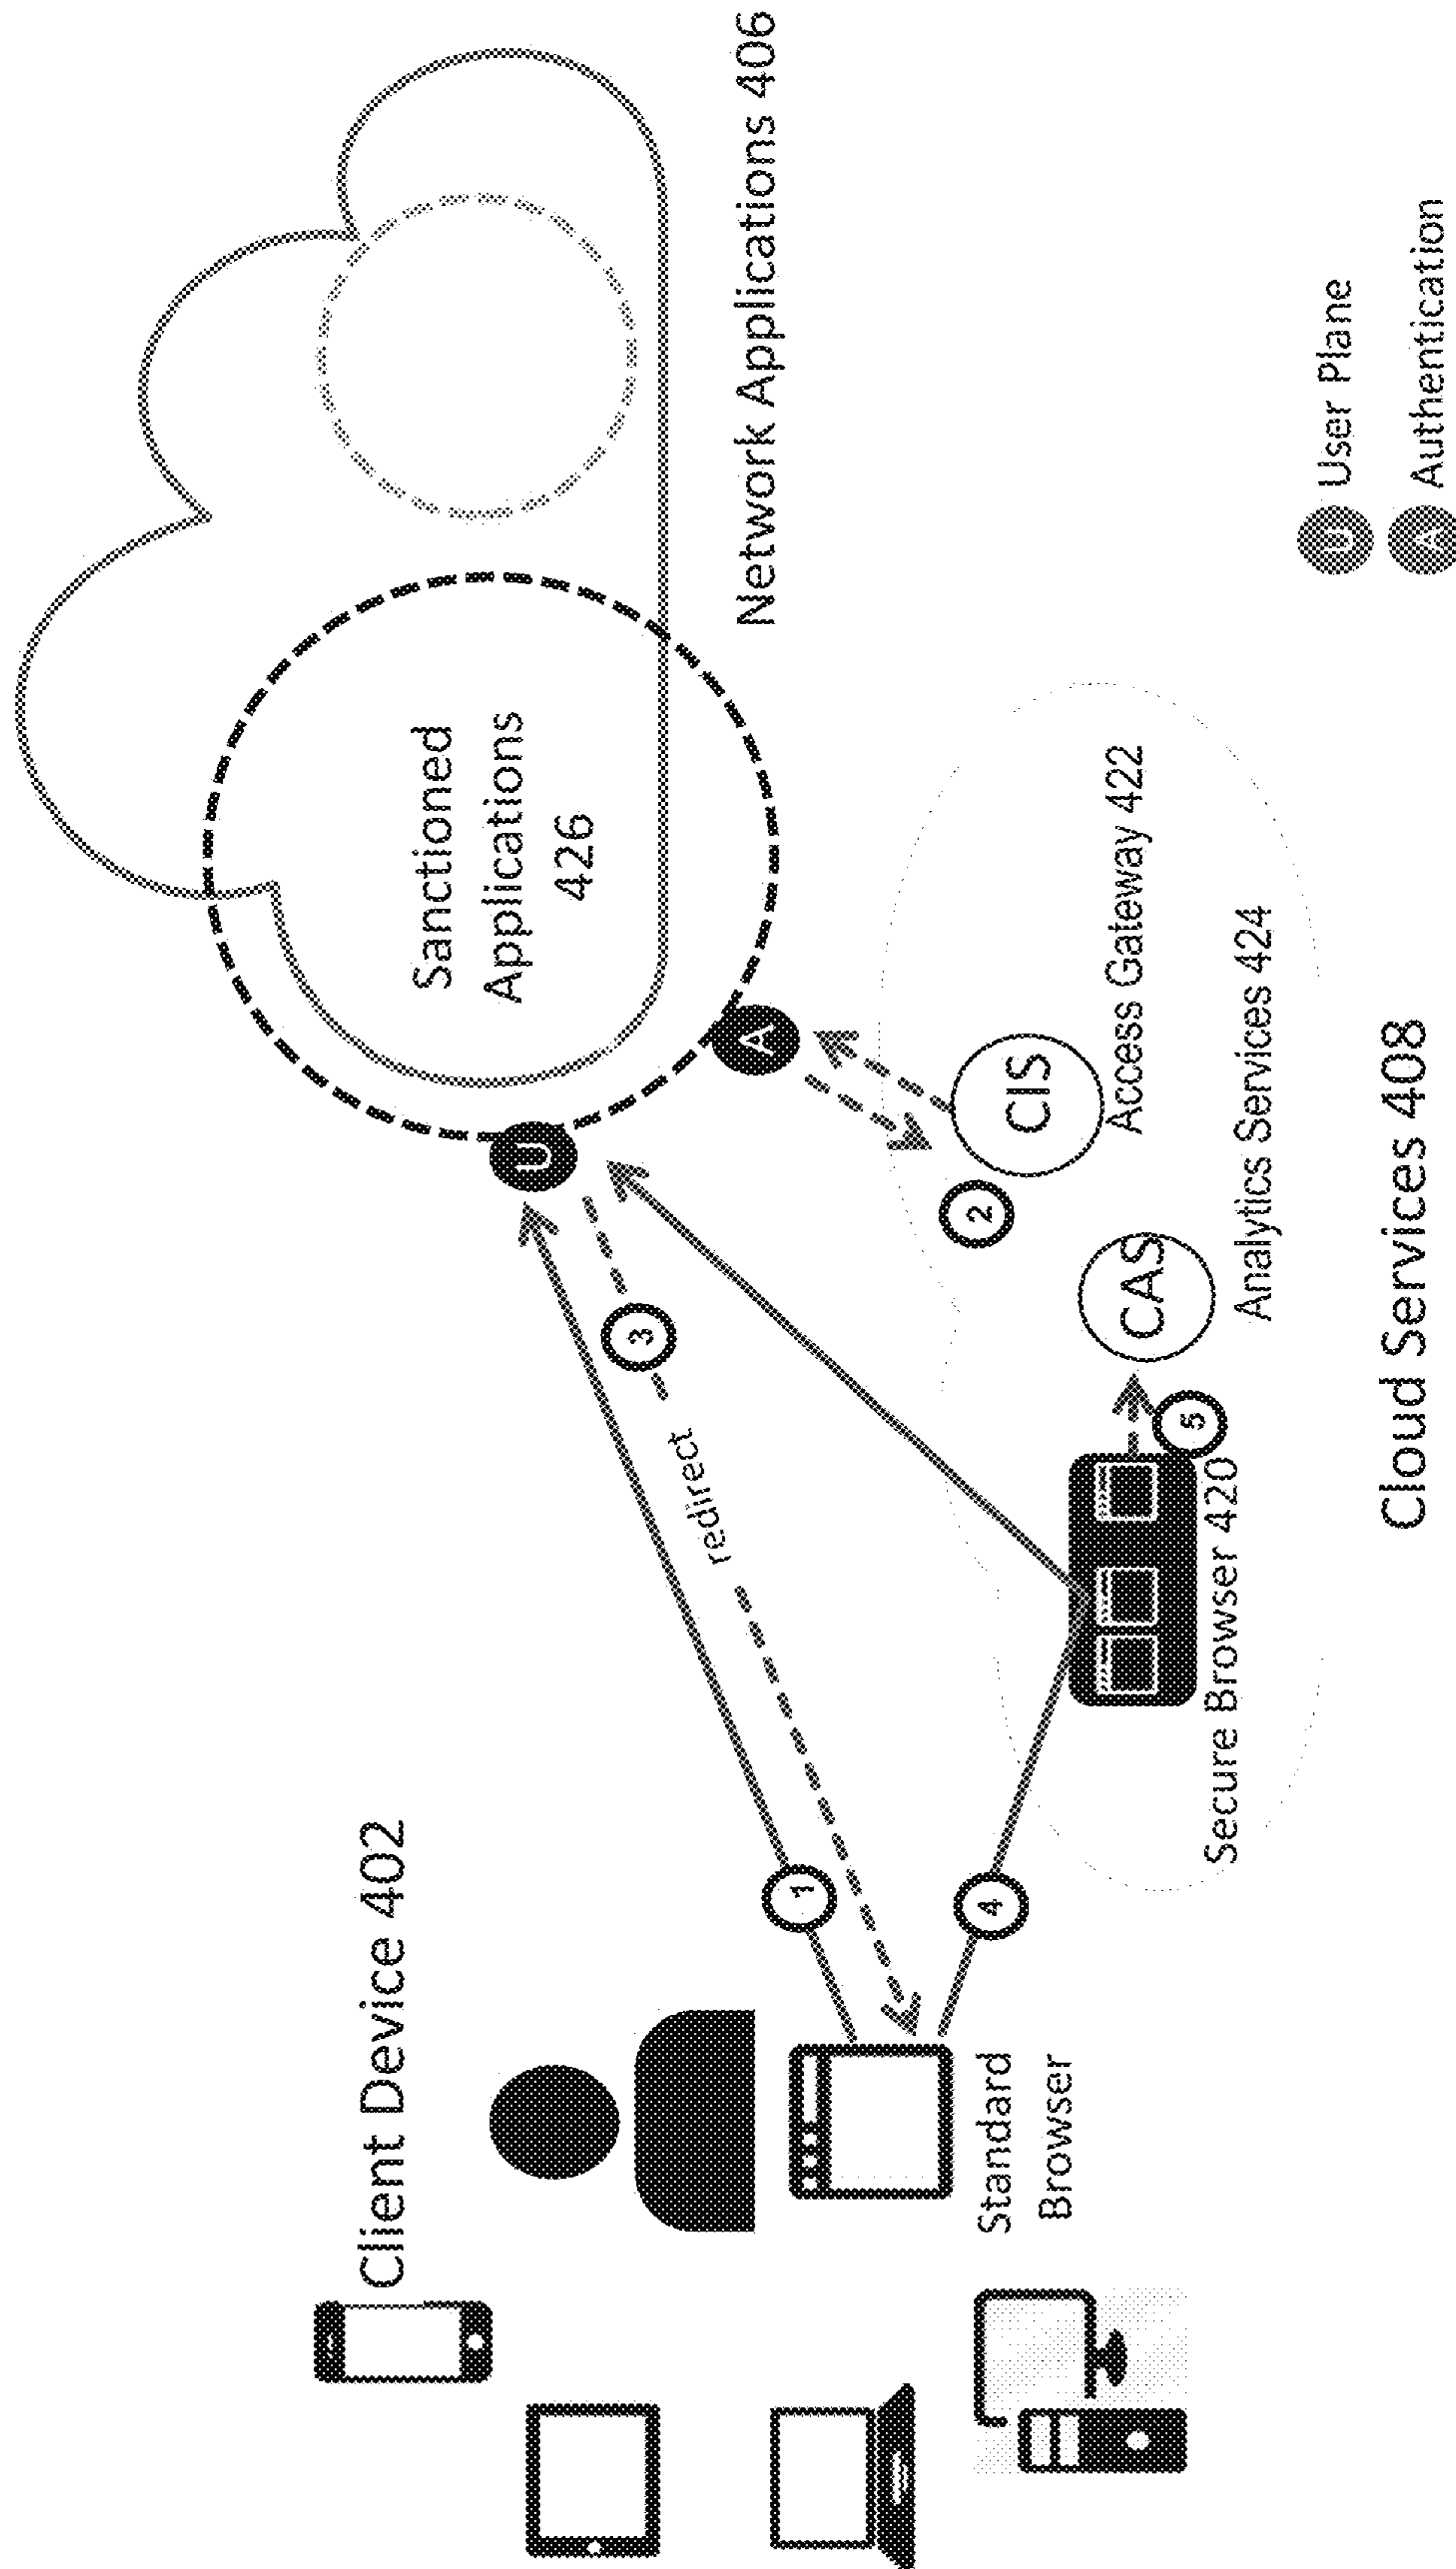 Client Device 402
Standard
Browser
1
redirect
3
4
U
A
Sanctioned
Applications
426
Network Applications 406
2
CIS
Access Gateway 422
CAS
Analytics Services 424
5
Secure Browser 420
Cloud Services 408
U User Plane
A Authentication